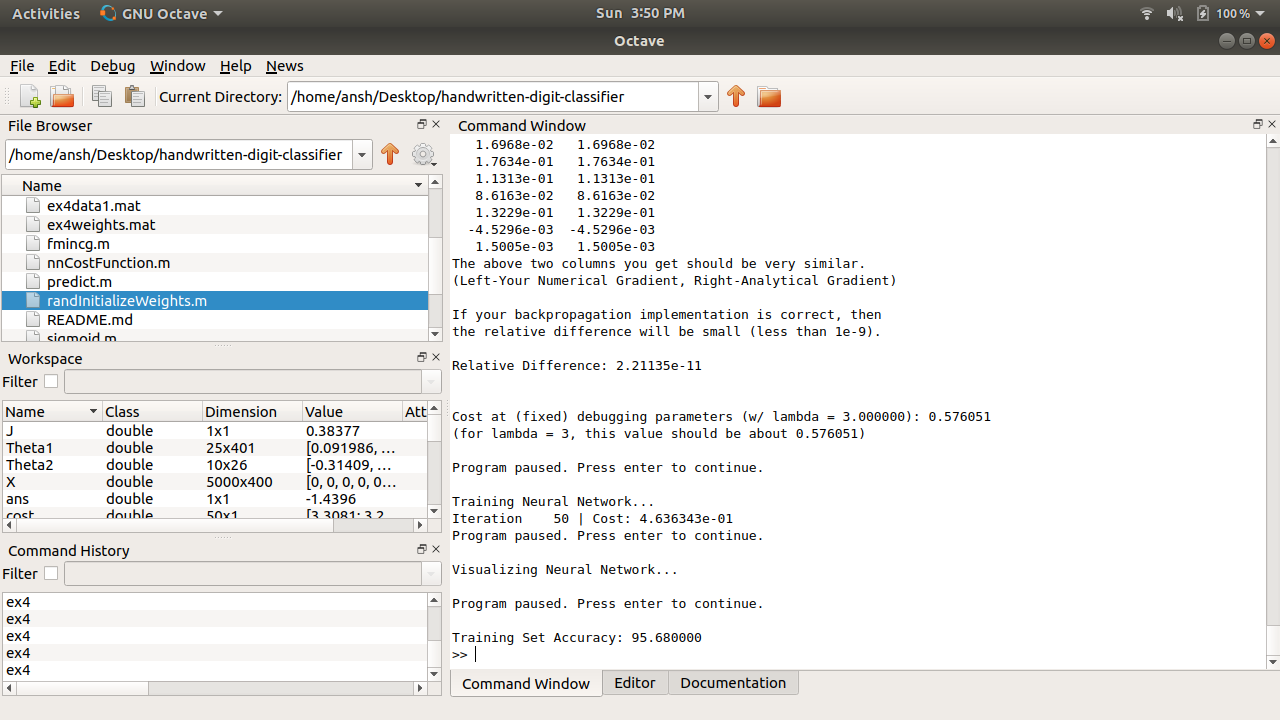 Activities GNU Octave Sun 3:50 PM 100%
Octave
File Edit Debug Window Help News
Current Directory: /home/ansh/Desktop/handwritten-digit-classifier
File Browser
/home/ansh/Desktop/handwritten-digit-classifier
Name
ex4data1.mat
ex4weights.mat
fmincg.m
nnCostFunction.m
predict.m
randInitializeWeights.m
README.md
sigmoid.m
Workspace
Filter
Name Class Dimension Value Att
J double 1x1 0.38377
Theta1 double 25x401 [0.091986, ...
Theta2 double 10x26 [-0.31409, ...
X double 5000x400 [0, 0, 0, 0, 0...
ans double 1x1 -1.4396
cost double 50x1 [3.3081; 3.2
Command History
Filter
ex4
ex4
ex4
ex4
ex4
Command Window
1.6968e-02 1.6968e-02
1.7634e-01 1.7634e-01
1.1313e-01 1.1313e-01
8.6163e-02 8.6163e-02
1.3229e-01 1.3229e-01
-4.5296e-03 -4.5296e-03
1.5005e-03 1.5005e-03
The above two columns you get should be very similar.
(Left-Your Numerical Gradient, Right-Analytical Gradient)
If your backpropagation implementation is correct, then
the relative difference will be small (less than 1e-9).
Relative Difference: 2.21135e-11
Cost at (fixed) debugging parameters (w/ lambda = 3.000000): 0.576051
(for lambda = 3, this value should be about 0.576051)
Program paused. Press enter to continue.
Training Neural Network...
Iteration 50 | Cost: 4.636343e-01
Program paused. Press enter to continue.
Visualizing Neural Network...
Program paused. Press enter to continue.
Training Set Accuracy: 95.680000
>>
Command Window Editor Documentation